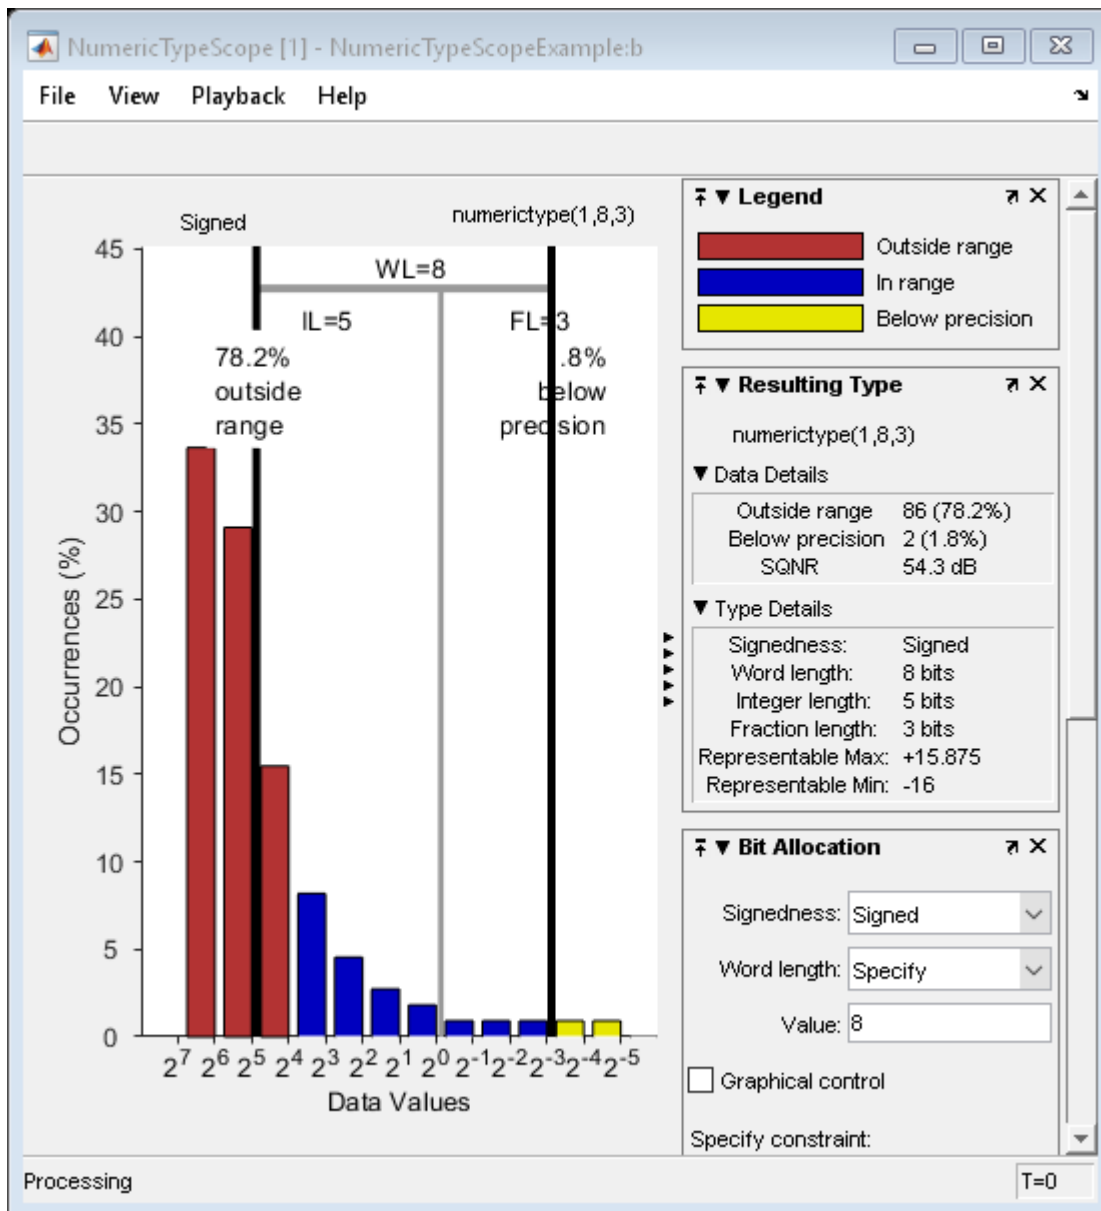 NumericTypeScope [1] - NumericTypeScopeExample:b
File View Playback Help
Signed
numerictype(1,8,3)
WL=8
IL=5
FL=3
78.2%
outside
range
.8%
below
precision
45
40
35
30
25
20
15
10
5
0
Occurrences (%)
2^7 2^6 2^5 2^4 2^3 2^2 2^1 2^0 2^-1 2^-2 2^-3 2^-4 2^-5
Data Values
Legend
Outside range
In range
Below precision
Resulting Type
numerictype(1,8,3)
Data Details
Outside range 86 (78.2%)
Below precision 2 (1.8%)
SQNR 54.3 dB
Type Details
Signedness: Signed
Word length: 8 bits
Integer length: 5 bits
Fraction length: 3 bits
Representable Max: +15.875
Representable Min: -16
Bit Allocation
Signedness: Signed
Word length: Specify
Value: 8
Graphical control
Specify constraint:
Processing
T=0